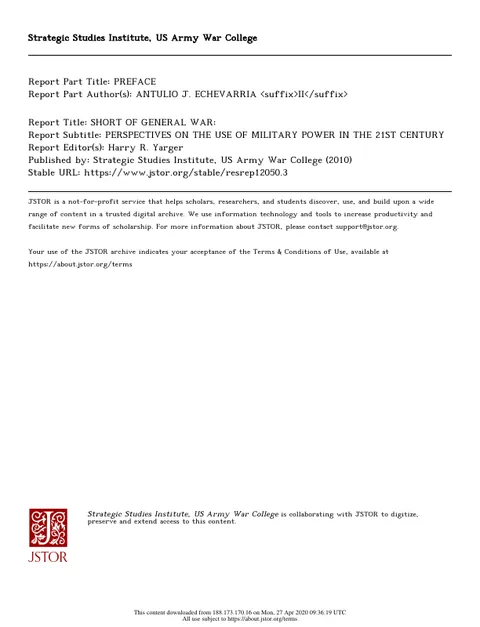 Strategic Studies Institute, US Army War College
Report Part Title: PREFACE
Report Part Author(s): ANTULIO J. ECHEVARRIA <suffix>II</suffix>
Report Title: SHORT OF GENERAL WAR:
Report Subtitle: PERSPECTIVES ON THE USE OF MILITARY POWER IN THE 21ST CENTURY
Report Editor(s): Harry R. Yarger
Published by: Strategic Studies Institute, US Army War College (2010)
Stable URL: https://www.jstor.org/stable/resrep12050.3
JSTOR is a not-for-profit service that helps scholars, researchers, and students discover, use, and build upon a wide
range of content in a trusted digital archive. We use information technology and tools to increase productivity and
facilitate new forms of scholarship. For more information about JSTOR, please contact support@jstor.org.
Your use of the JSTOR archive indicates your acceptance of the Terms & Conditions of Use, available at
https://about.jstor.org/terms
Strategic Studies Institute, US Army War College is collaborating with JSTOR to digitize,
preserve and extend access to this content.
JSTOR
This content downloaded from 188.173.170.16 on Mon, 27 Apr 2020 09:36:19 UTC
All use subject to https://about.jstor.org/terms